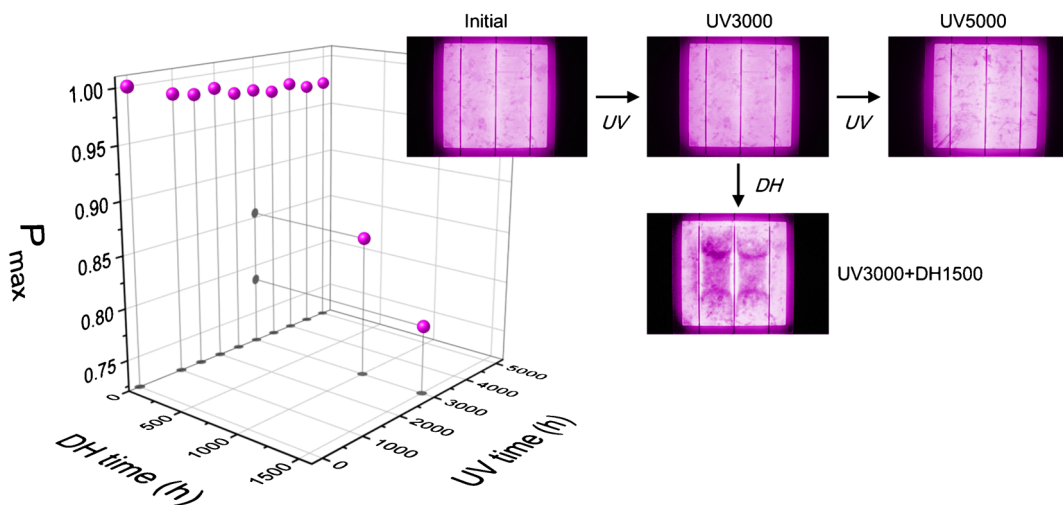 Initial
UV3000
UV5000
UV
UV
DH
UV3000+DH1500
1.00
0.95
0.90
0.85
0.80
0.75
P max
0
500
1000
1500
DH time (h)
0
1000
2000
3000
4000
5000
UV time (h)